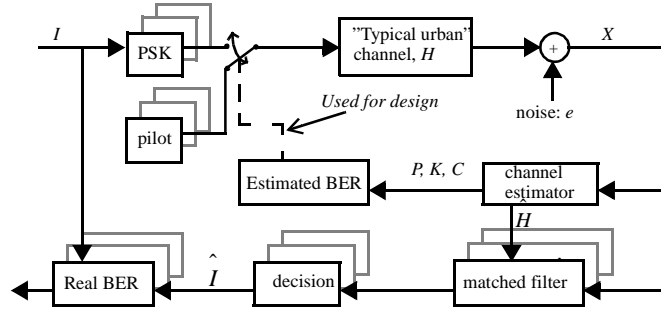 I
PSK
"Typical urban"
channel, H
+
X
pilot
Used for design
noise: e
Estimated BER
P, K, C
channel
estimator
Ĥ
Real BER
Î
decision
matched filter